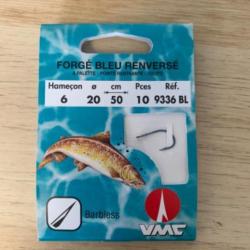 FORGÉ BLEU RENVERSÉ
Hameçon ø cm Pces Réf.
6 20 50 10 9336 BL
Barbless
VMC